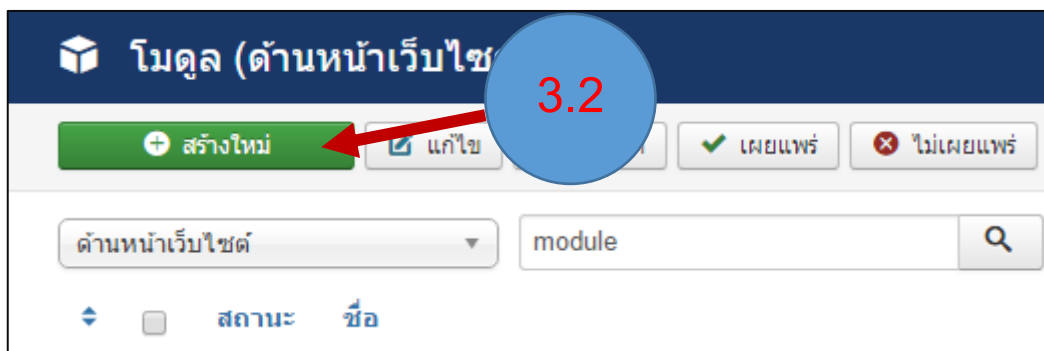 โมดูล (ด้านหน้าเว็บไซ
3.2
สร้างใหม่ แก้ไข เผยแพร่ ไม่เผยแพร่
ด้านหน้าเว็บไซต์ module
สถานะ ชื่อ